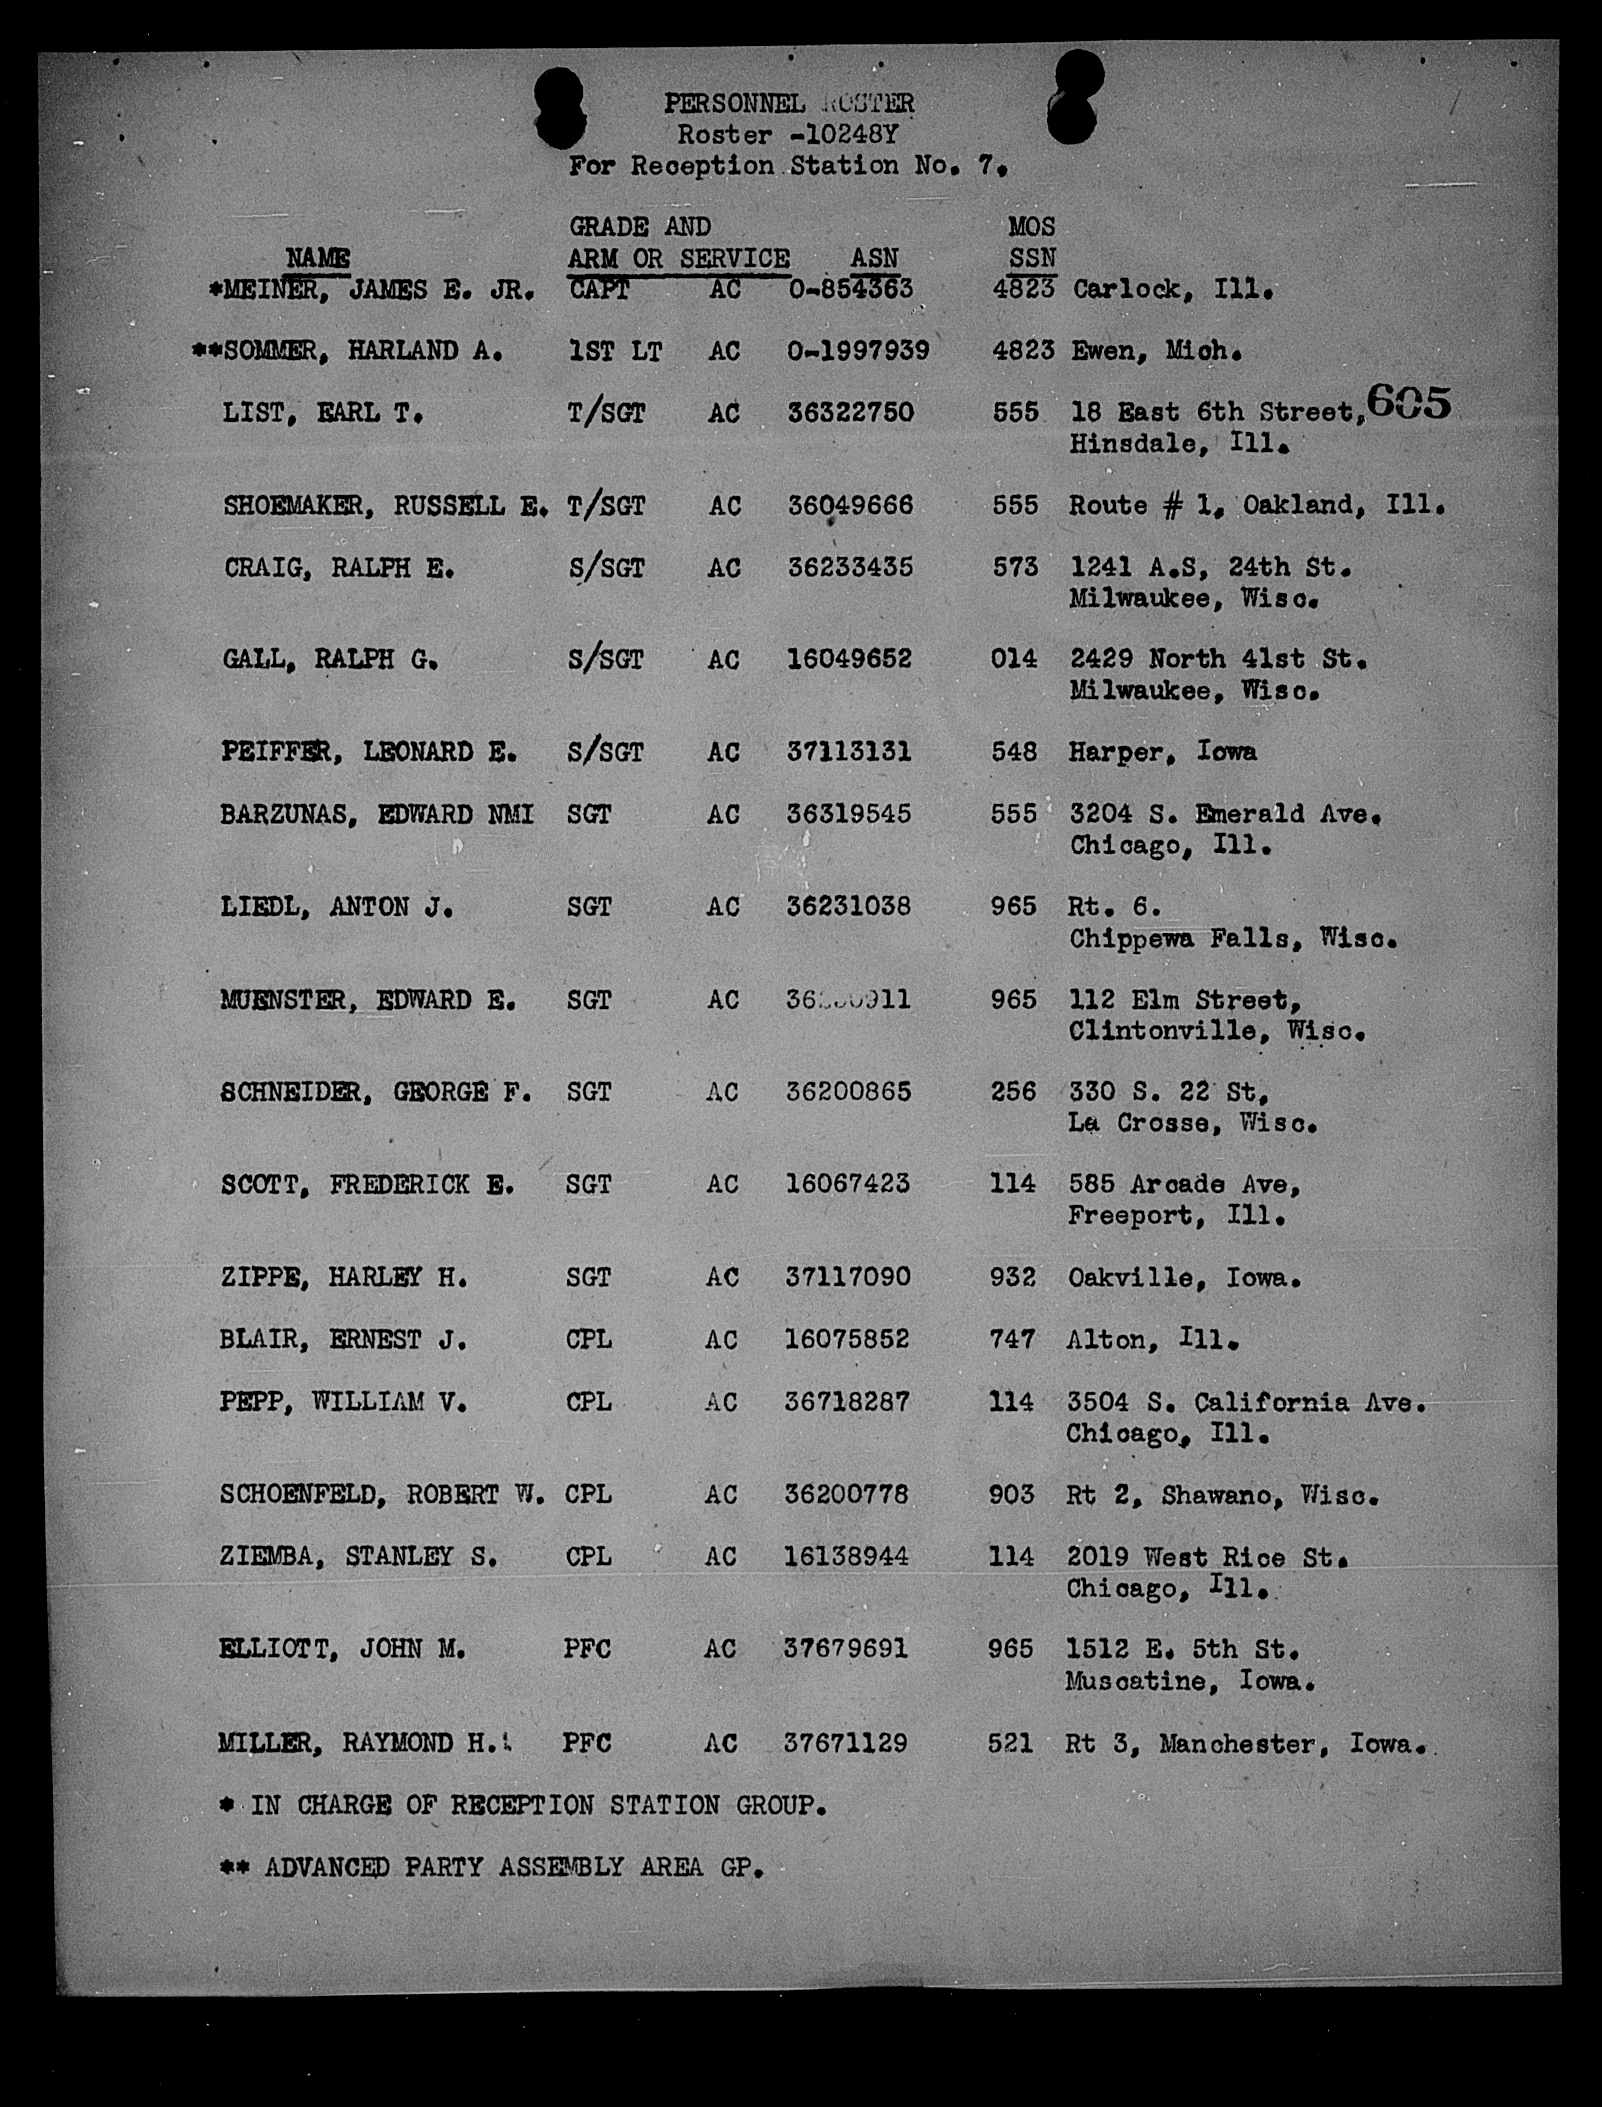 PERSONNEL ROSTER
Roster -10248Y
For Reception Station No. 7.
GRADE AND MOS
NAME ARM OR SERVICE ASN SSN
*MEINER, JAMES E. JR. CAPT AC O-854363 4823 Carlock, Ill.
**SOMMER, HARLAND A. 1ST LT AC O-1997939 4823 Ewen, Mich.
LIST, EARL T. T/SGT AC 36322750 555 18 East 6th Street, 605
Hinsdale, Ill.
SHOEMAKER, RUSSELL E. T/SGT AC 36049666 555 Route # 1, Oakland, Ill.
CRAIG, RALPH E. S/SGT AC 36233435 573 1241 A.S, 24th St.
Milwaukee, Wisc.
GALL, RALPH G. S/SGT AC 16049652 014 2429 North 41st St.
Milwaukee, Wisc.
PEIFFER, LEONARD E. S/SGT AC 37113131 548 Harper, Iowa
BARZUNAS, EDWARD NMI SGT AC 36319545 555 3204 S. Emerald Ave.
Chicago, Ill.
LIEDL, ANTON J. SGT AC 36231038 965 Rt. 6.
Chippewa Falls, Wisc.
MUENSTER, EDWARD E. SGT AC 965 112 Elm Street,
Clintonville, Wisc.
SCHNEIDER, GEORGE F. SGT AC 36200865 256 330 S. 22 St,
La Crosse, Wisc.
SCOTT, FREDERICK E. SGT AC 16067423 114 585 Arcade Ave,
Freeport, Ill.
ZIPPE, HARLEY H. SGT AC 37117090 932 Oakville, Iowa.
BLAIR, ERNEST J. CPL AC 16075852 747 Alton, Ill.
PEPP, WILLIAM V. CPL AC 36718287 114 3504 S. California Ave.
Chicago, Ill.
SCHOENFELD, ROBERT W. CPL AC 36200778 903 Rt 2, Shawano, Wisc.
ZIEMBA, STANLEY S. CPL AC 16138944 114 2019 West Rice St.
Chicago, Ill.
ELLIOTT, JOHN M. PFC AC 37679691 965 1512 E. 5th St.
Muscatine, Iowa.
MILLER, RAYMOND H. PFC AC 37671129 521 Rt 3, Manchester, Iowa.
* IN CHARGE OF RECEPTION STATION GROUP.
** ADVANCED PARTY ASSEMBLY AREA GP.